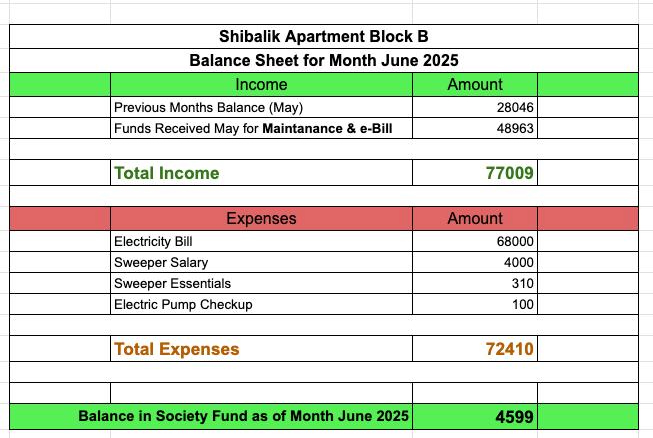 Shibalik Apartment Block B
Balance Sheet for Month June 2025
Income Amount
Previous Months Balance (May) 28046
Funds Received May for Maintanance & e-Bill 48963
Total Income 77009
Expenses Amount
Electricity Bill 68000
Sweeper Salary 4000
Sweeper Essentials 310
Electric Pump Checkup 100
Total Expenses 72410
Balance in Society Fund as of Month June 2025 4599